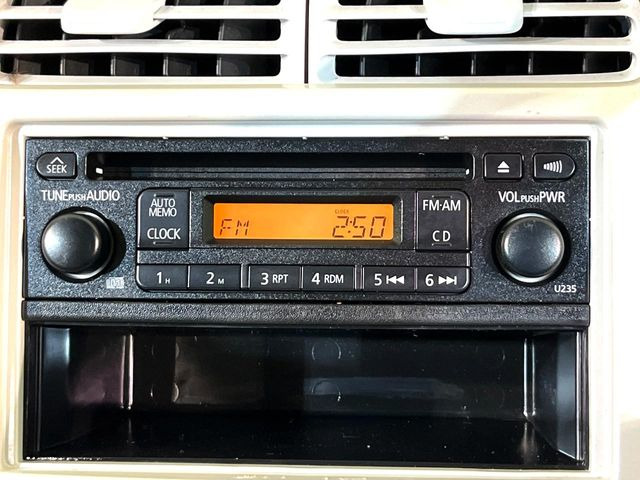 SEEK
TUNE PUSH AUDIO
AUTO
MEMO
CLOCK
FM CLOCK 2:50
FM·AM
CD
VOL PUSH PWR
1 H 2 M 3 RPT 4 RDM 5 6
U235